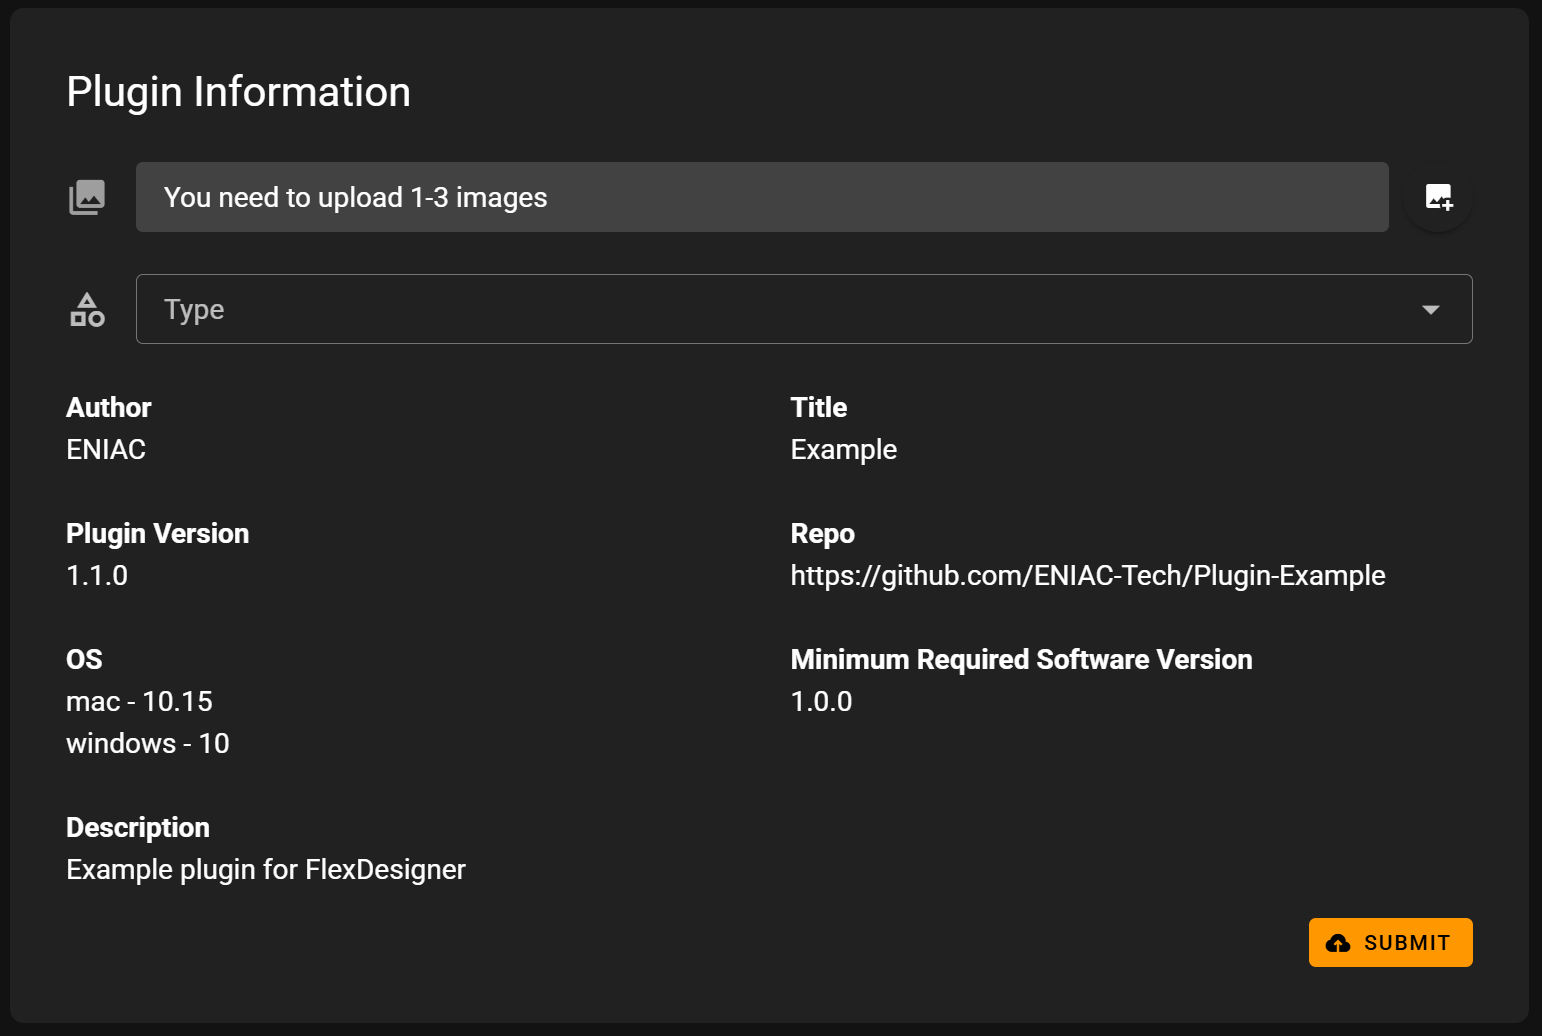 Plugin Information
You need to upload 1-3 images
Type
Author
ENIAC
Title
Example
Plugin Version
1.1.0
Repo
https://github.com/ENIAC-Tech/Plugin-Example
OS
mac - 10.15
windows - 10
Minimum Required Software Version
1.0.0
Description
Example plugin for FlexDesigner
SUBMIT